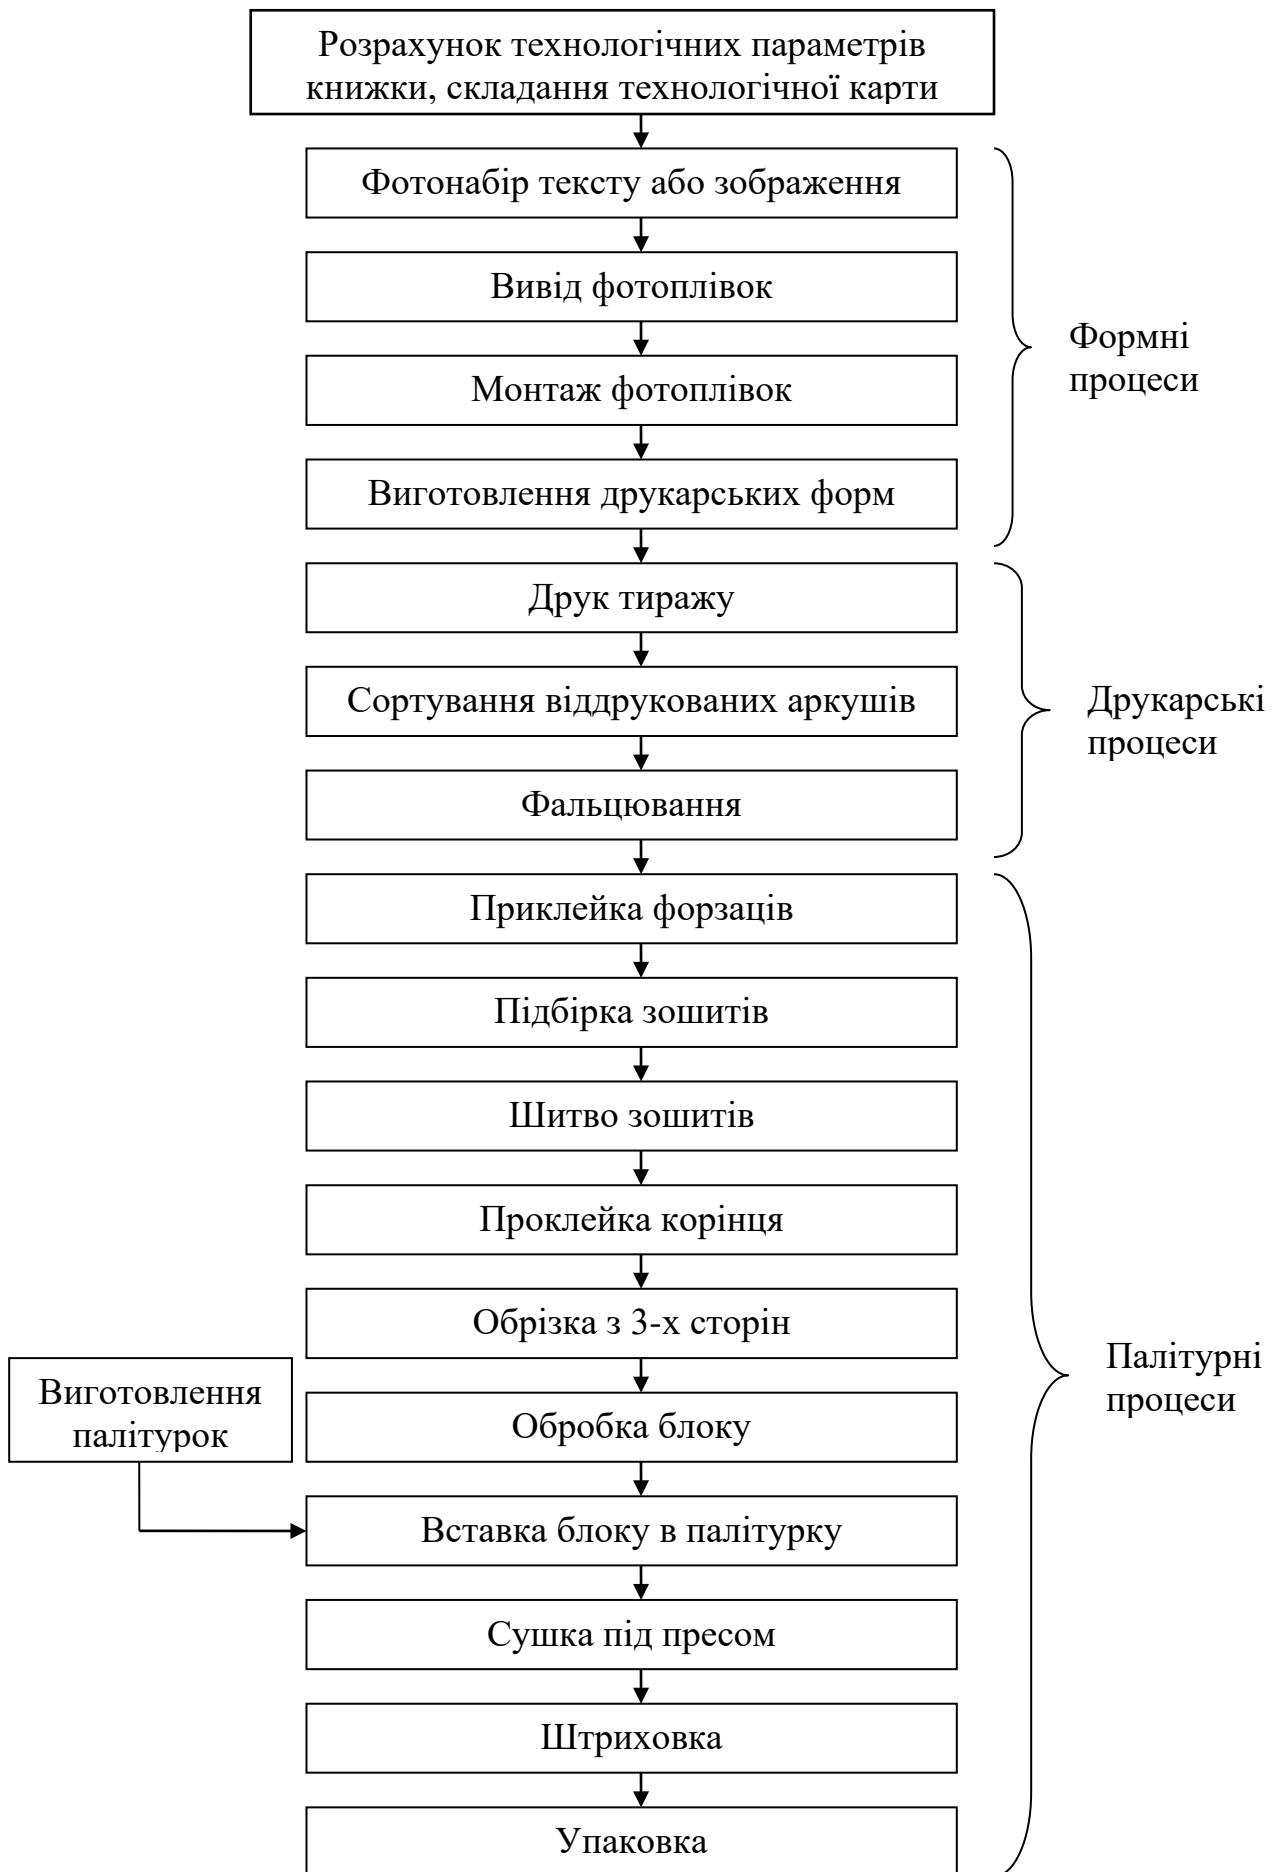 Розрахунок технологічних параметрів
книжки, складання технологічної карти
Фотонабір тексту або зображення
Вивід фотоплівок
Монтаж фотоплівок
Виготовлення друкарських форм
Формні
процеси
Друк тиражу
Сортування віддрукованих аркушів
Фальцювання
Друкарські
процеси
Приклейка форзаців
Підбірка зошитів
Шитво зошитів
Проклейка корінця
Обрізка з 3-х сторін
Виготовлення
палітурок
Обробка блоку
Вставка блоку в палітурку
Сушка під пресом
Штриховка
Упаковка
Палітурні
процеси